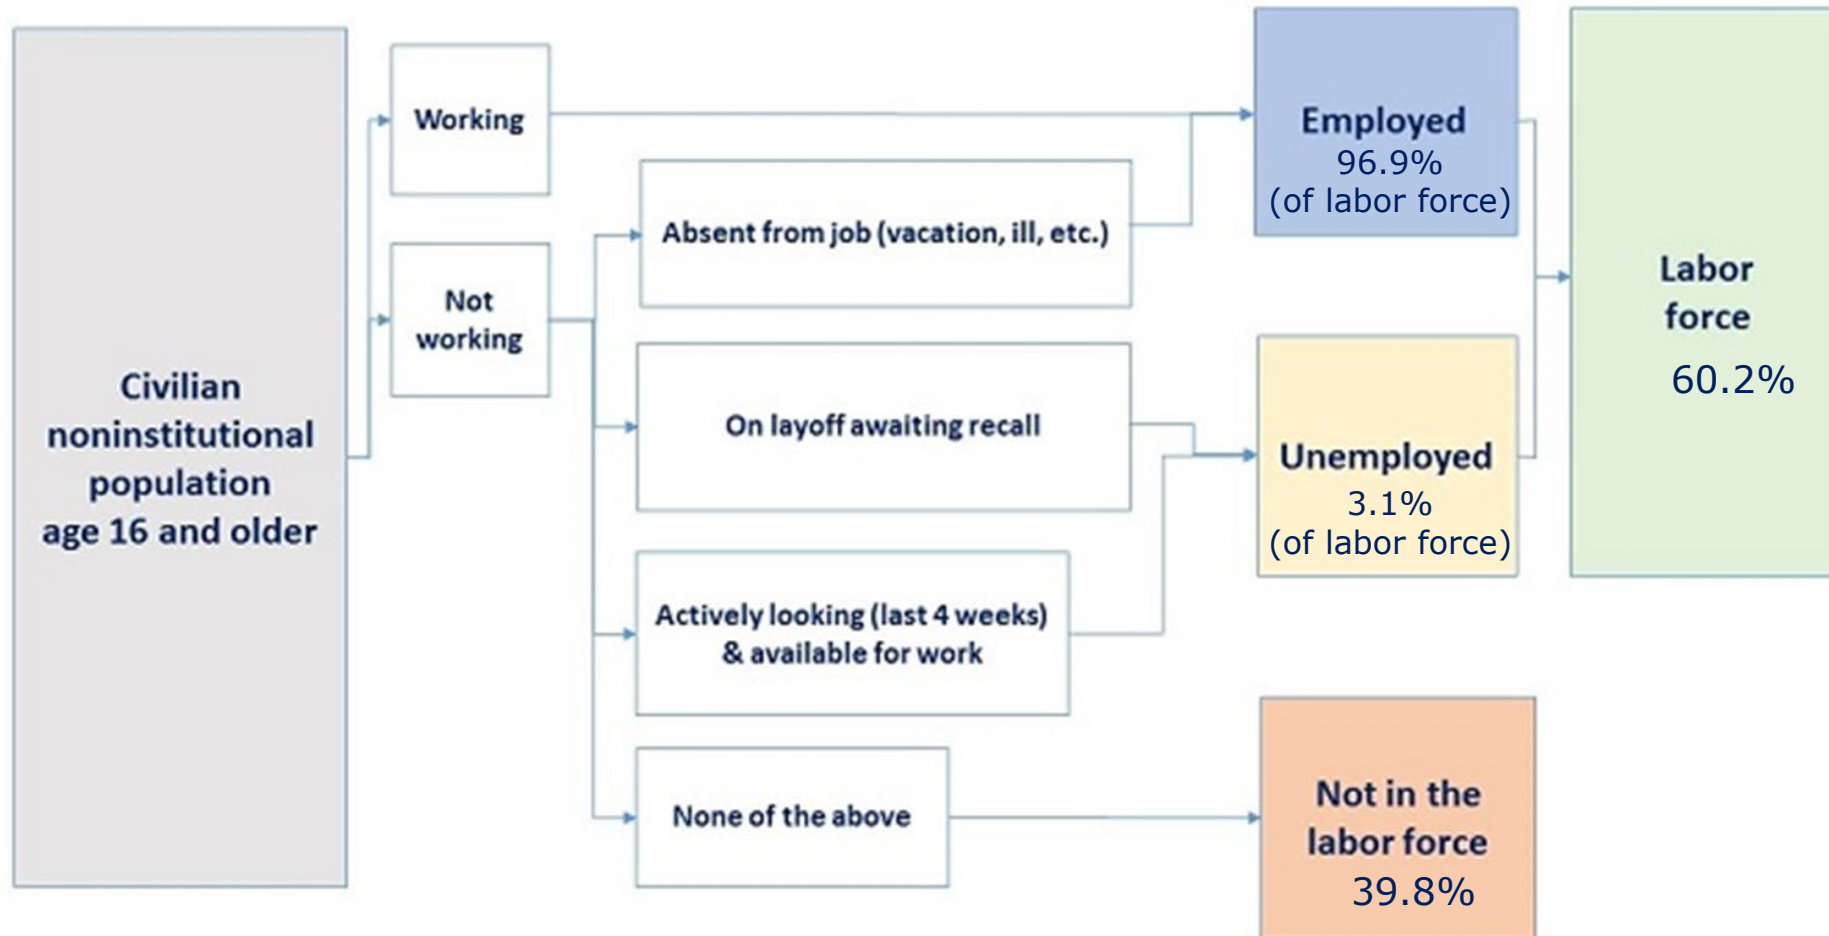 Civilian
noninstitutional
population
age 16 and older
Working
Not
working
Absent from job (vacation, ill, etc.)
On layoff awaiting recall
Actively looking (last 4 weeks)
& available for work
None of the above
Employed
96.9%
(of labor force)
Unemployed
3.1%
(of labor force)
Not in the
labor force
39.8%
Labor
force
60.2%